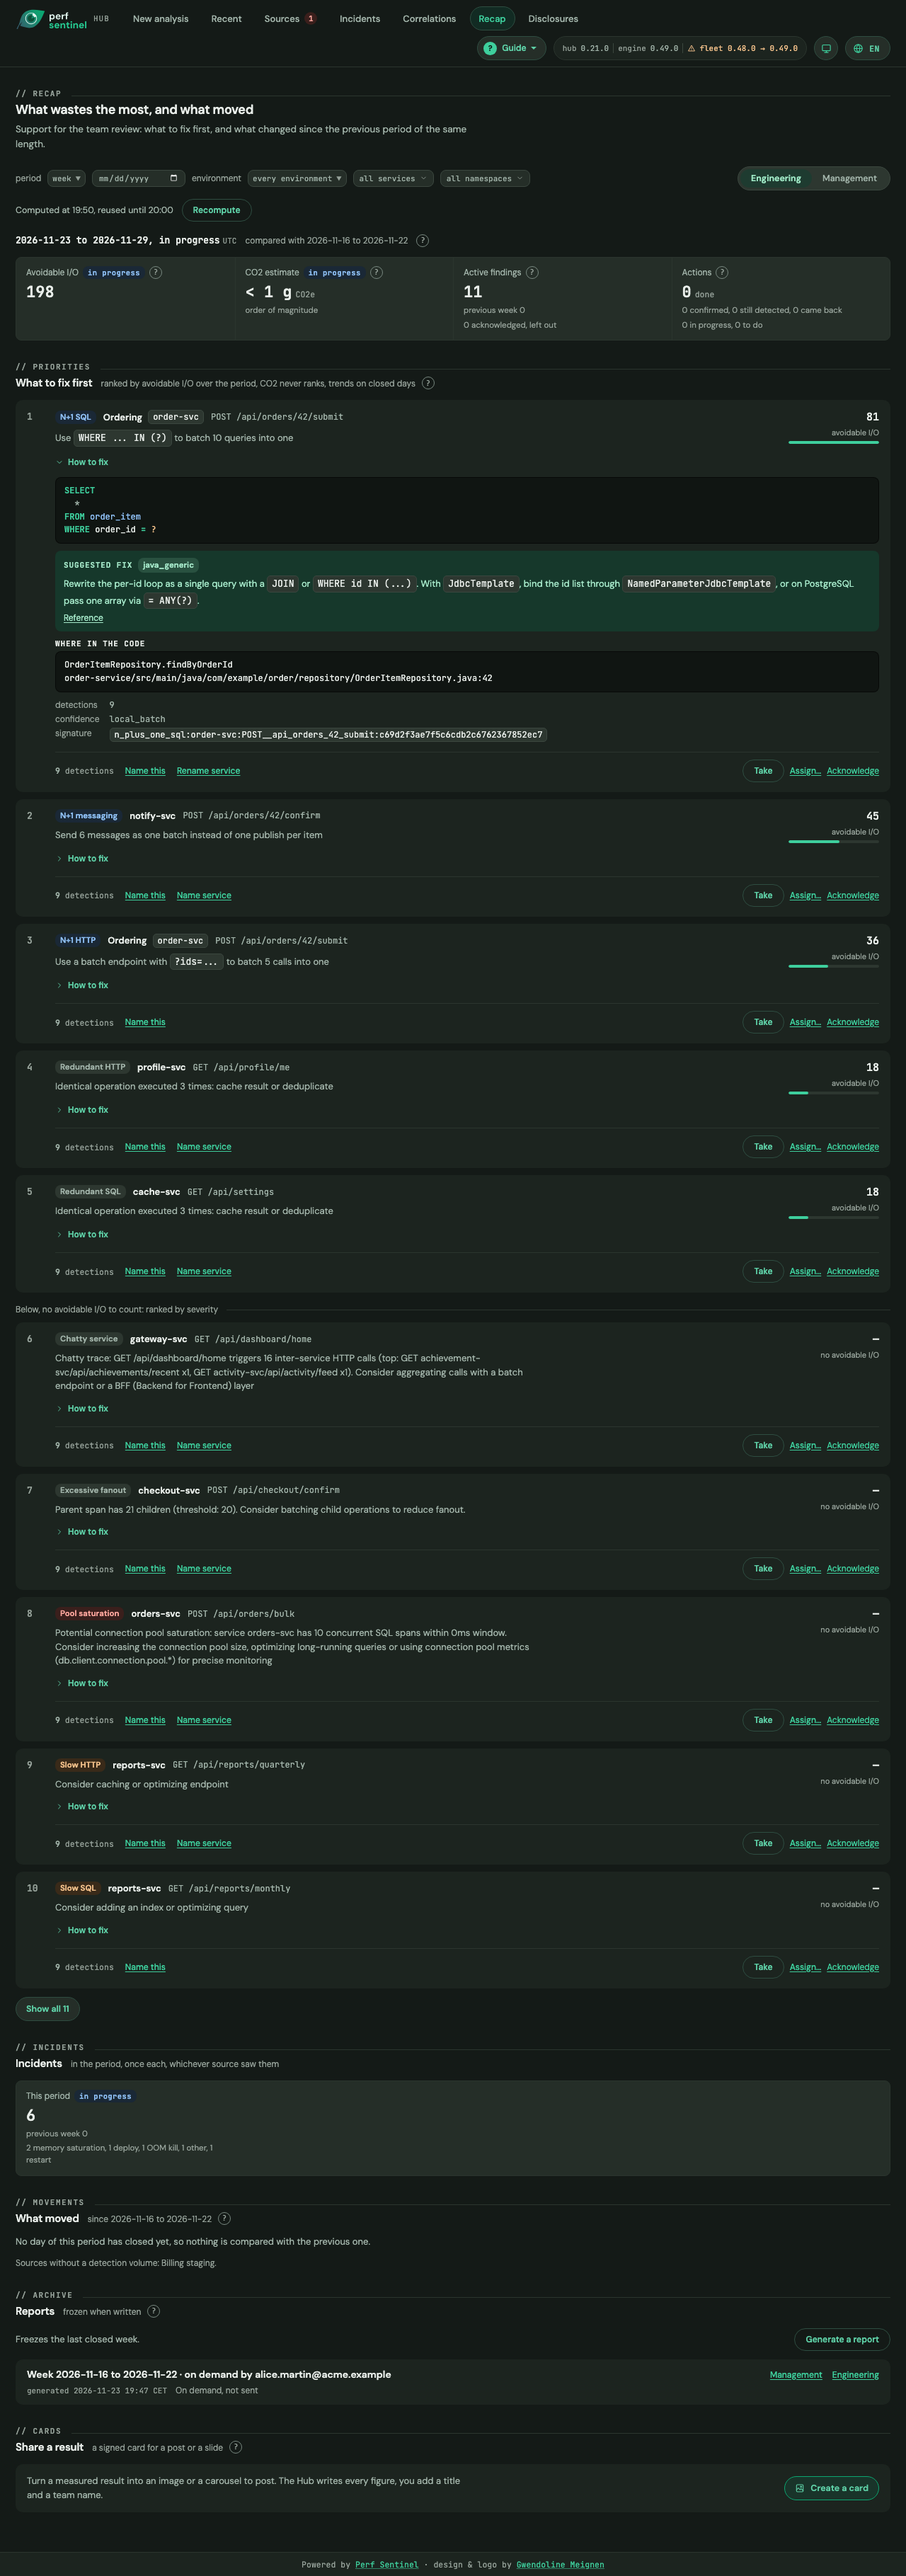 perf sentinel HUB New analysis Recent Sources 1 Incidents Correlations Recap Disclosures
? Guide hub 0.21.0 engine 0.49.0 fleet 0.48.0 → 0.49.0 EN
// RECAP
What wastes the most, and what moved
Support for the team review: what to fix first, and what changed since the previous period of the same
length.
period week mm/dd/yyyy environment every environment all services all namespaces Engineering Management
Computed at 19:50, reused until 20:00 Recompute
2026-11-23 to 2026-11-29, in progress UTC compared with 2026-11-16 to 2026-11-22 ?
Avoidable I/O in progress ?
198
CO2 estimate in progress ?
< 1 g CO2e
order of magnitude
Active findings ?
11
previous week 0
0 acknowledged, left out
Actions ?
0 done
0 confirmed, 0 still detected, 0 came back
0 in progress, 0 to do
// PRIORITIES
What to fix first ranked by avoidable I/O over the period, CO2 never ranks, trends on closed days ?
1 N+1 SQL Ordering order-svc POST /api/orders/42/submit 81
avoidable I/O
Use WHERE ... IN (?) to batch 10 queries into one
How to fix
SELECT
*
FROM order_item
WHERE order_id = ?
SUGGESTED FIX java_generic
Rewrite the per-id loop as a single query with a JOIN or WHERE id IN (...). With JdbcTemplate, bind the id list through NamedParameterJdbcTemplate, or on PostgreSQL
pass one array via = ANY(?).
Reference
WHERE IN THE CODE
OrderItemRepository.findByOrderId
order-service/src/main/java/com/example/order/repository/OrderItemRepository.java:42
detections 9
confidence local_batch
signature n_plus_one_sql:order-svc:POST__api_orders_42_submit:c69d2f3ae7f5c6cdb2c6762367852ec7
9 detections Name this Rename service Take Assign... Acknowledge
2 N+1 messaging notify-svc POST /api/orders/42/confirm 45
avoidable I/O
Send 6 messages as one batch instead of one publish per item
How to fix
9 detections Name this Name service Take Assign... Acknowledge
3 N+1 HTTP Ordering order-svc POST /api/orders/42/submit 36
avoidable I/O
Use a batch endpoint with ?ids=... to batch 5 calls into one
How to fix
9 detections Name this Take Assign... Acknowledge
4 Redundant HTTP profile-svc GET /api/profile/me 18
avoidable I/O
Identical operation executed 3 times: cache result or deduplicate
How to fix
9 detections Name this Name service Take Assign... Acknowledge
5 Redundant SQL cache-svc GET /api/settings 18
avoidable I/O
Identical operation executed 3 times: cache result or deduplicate
How to fix
9 detections Name this Name service Take Assign... Acknowledge
Below, no avoidable I/O to count: ranked by severity
6 Chatty service gateway-svc GET /api/dashboard/home –
no avoidable I/O
Chatty trace: GET /api/dashboard/home triggers 16 inter-service HTTP calls (top: GET achievement-
svc/api/achievements/recent x1, GET activity-svc/api/activity/feed x1). Consider aggregating calls with a batch
endpoint or a BFF (Backend for Frontend) layer
How to fix
9 detections Name this Name service Take Assign... Acknowledge
7 Excessive fanout checkout-svc POST /api/checkout/confirm –
no avoidable I/O
Parent span has 21 children (threshold: 20). Consider batching child operations to reduce fanout.
How to fix
9 detections Name this Name service Take Assign... Acknowledge
8 Pool saturation orders-svc POST /api/orders/bulk –
no avoidable I/O
Potential connection pool saturation: service orders-svc has 10 concurrent SQL spans within 0ms window.
Consider increasing the connection pool size, optimizing long-running queries or using connection pool metrics
(db.client.connection.pool.*) for precise monitoring
How to fix
9 detections Name this Name service Take Assign... Acknowledge
9 Slow HTTP reports-svc GET /api/reports/quarterly –
no avoidable I/O
Consider caching or optimizing endpoint
How to fix
9 detections Name this Name service Take Assign... Acknowledge
10 Slow SQL reports-svc GET /api/reports/monthly –
no avoidable I/O
Consider adding an index or optimizing query
How to fix
9 detections Name this Take Assign... Acknowledge
Show all 11
// INCIDENTS
Incidents in the period, once each, whichever source saw them
This period in progress
6
previous week 0
2 memory saturation, 1 deploy, 1 OOM kill, 1 other, 1
restart
// MOVEMENTS
What moved since 2026-11-16 to 2026-11-22 ?
No day of this period has closed yet, so nothing is compared with the previous one.
Sources without a detection volume: Billing staging.
// ARCHIVE
Reports frozen when written ?
Freezes the last closed week. Generate a report
Week 2026-11-16 to 2026-11-22 · on demand by alice.martin@acme.example Management Engineering
generated 2026-11-23 19:47 CET On demand, not sent
// CARDS
Share a result a signed card for a post or a slide ?
Turn a measured result into an image or a carousel to post. The Hub writes every figure, you add a title
and a team name.
Create a card
Powered by Perf Sentinel · design & logo by Gwendoline Meignen